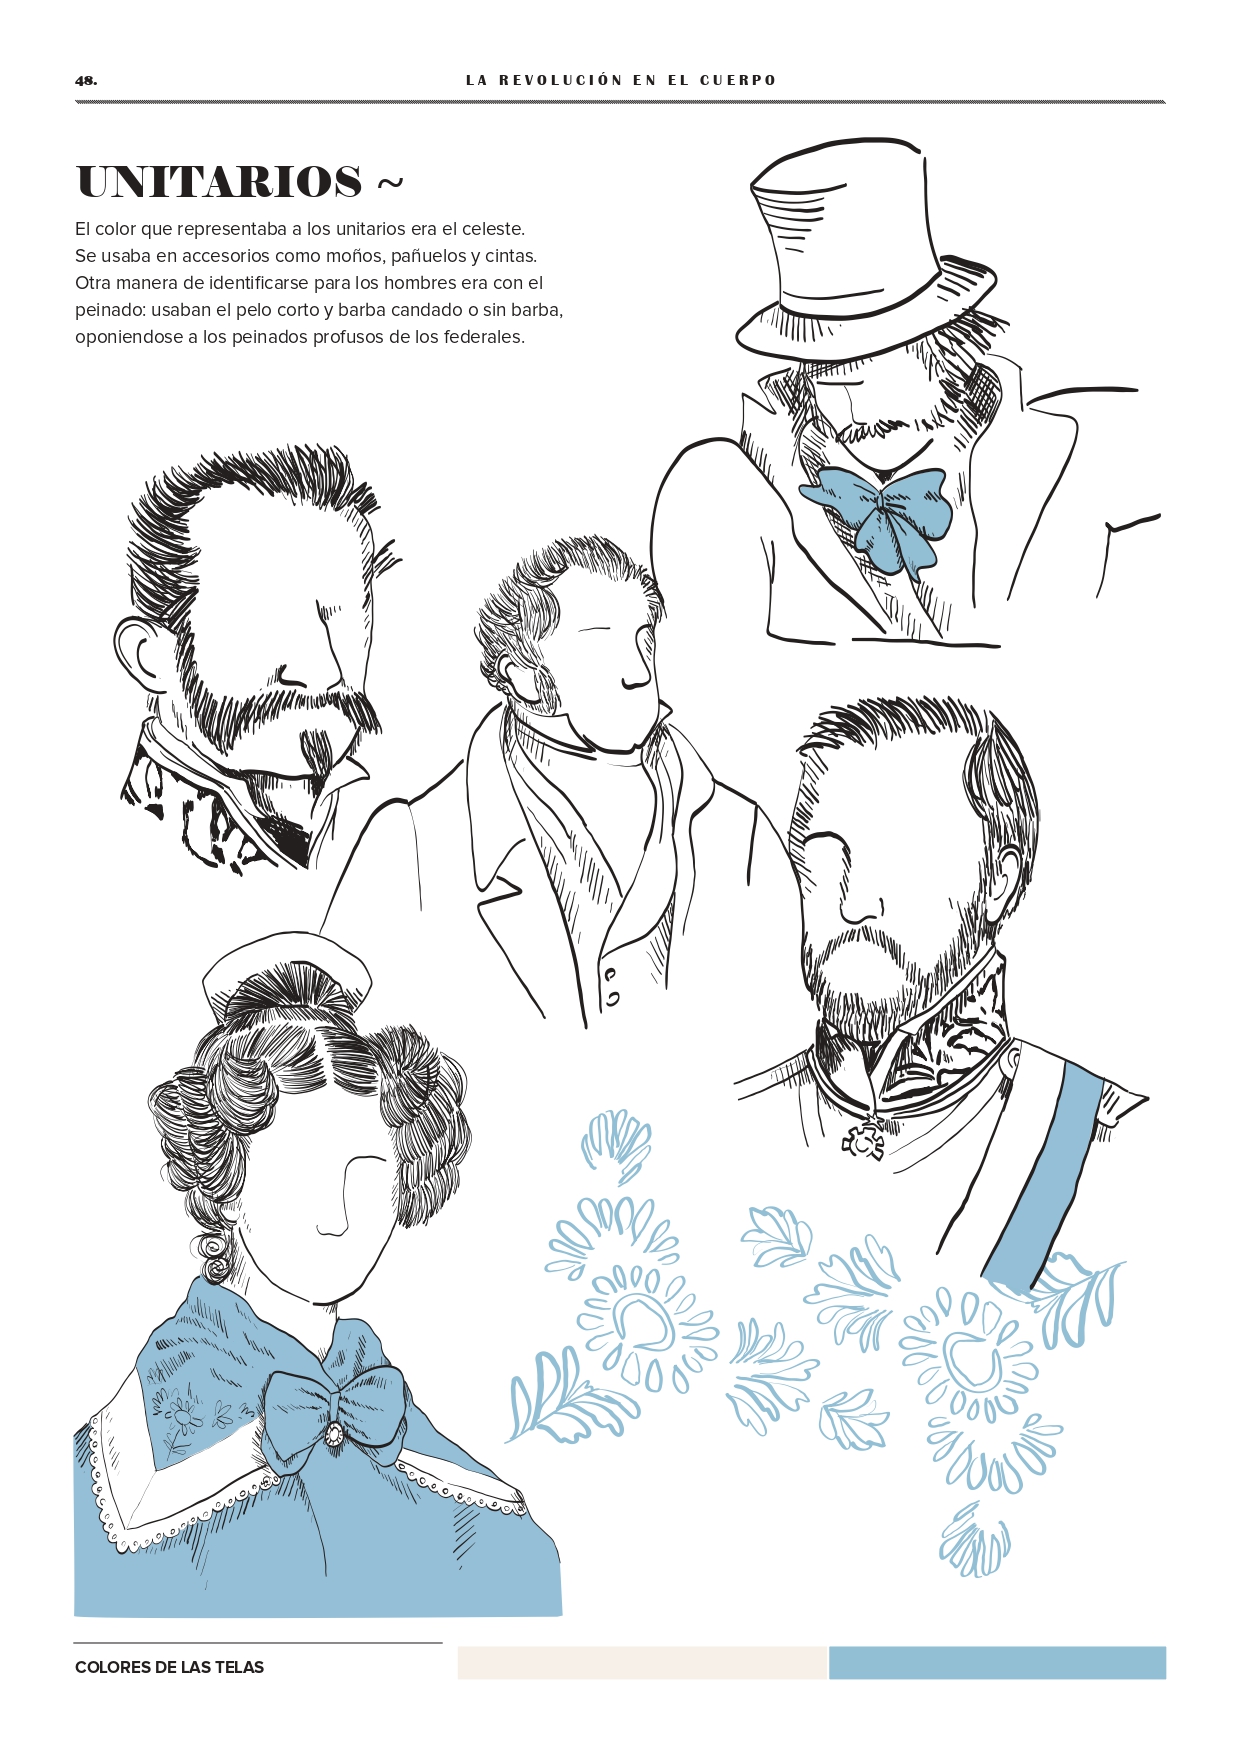 48.
LA REVOLUCIÓN EN EL CUERPO
UNITARIOS ~
El color que representaba a los unitarios era el celeste.
Se usaba en accesorios como moños, pañuelos y cintas.
Otra manera de identificarse para los hombres era con el
peinado: usaban el pelo corto y barba candado o sin barba,
oponiendose a los peinados profusos de los federales.
COLORES DE LAS TELAS